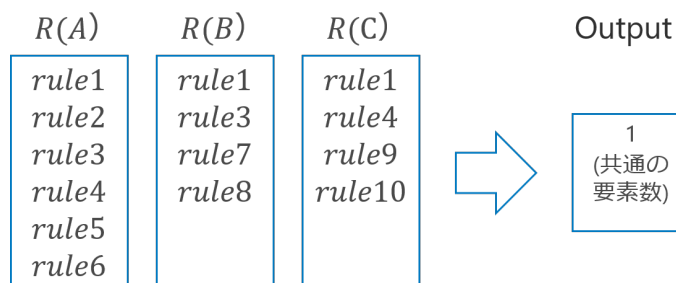 R(A) R(B) R(C) Output
rule1 rule1 rule1
rule2 rule3 rule4
rule3 rule7 rule9
rule4 rule8 rule10
rule5
rule6
1
(共通の
要素数)